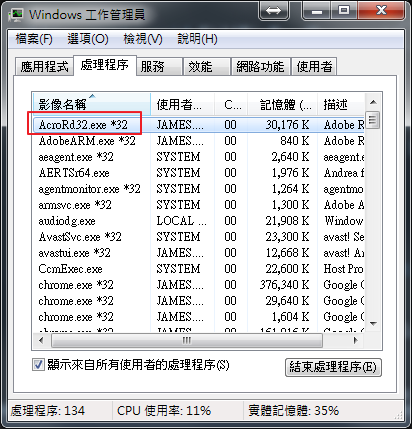 Windows 工作管理員
檔案(F) 選項(O) 檢視(V) 說明(H)
應用程式 處理程序 服務 效能 網路功能 使用者
影像名稱 使用者... C... 記憶體 (... 描述
AcroRd32.exe *32 JAMES.... 00 30,176 K Adobe R
AdobeARM.exe *32 JAMES.... 00 840 K Adobe R
aeagent.exe *32 SYSTEM 00 2,640 K aeagent
AERTSr64.exe SYSTEM 00 1,976 K Andrea f
agentmonitor.exe *32 SYSTEM 00 1,264 K agentmo
armsvc.exe *32 SYSTEM 00 300 K Adobe A
audiodg.exe LOCAL ... 00 21,908 K Window
AvastSvc.exe *32 SYSTEM 00 23,300 K avast! Se
avastui.exe *32 JAMES.... 00 12,668 K avast! An
CcmExec.exe SYSTEM 00 22,600 K Host Pro
chrome.exe *32 JAMES.... 00 376,340 K Google C
chrome.exe *32 JAMES.... 00 29,640 K Google C
chrome.exe *32 JAMES.... 00 1,604 K Google C
chrome.exe *32 JAMES.... 00 Google C
顯示來自所有使用者的處理程序(S) 結束處理程序(E)
處理程序: 134 CPU 使用率: 11% 實體記憶體: 35%